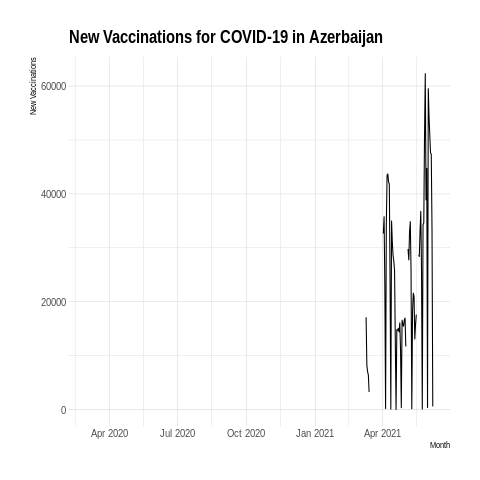 New Vaccinations for COVID-19 in Azerbaijan
New Vaccinations
60000
40000
20000
0
Apr 2020
Jul 2020
Oct 2020
Jan 2021
Apr 2021
Month